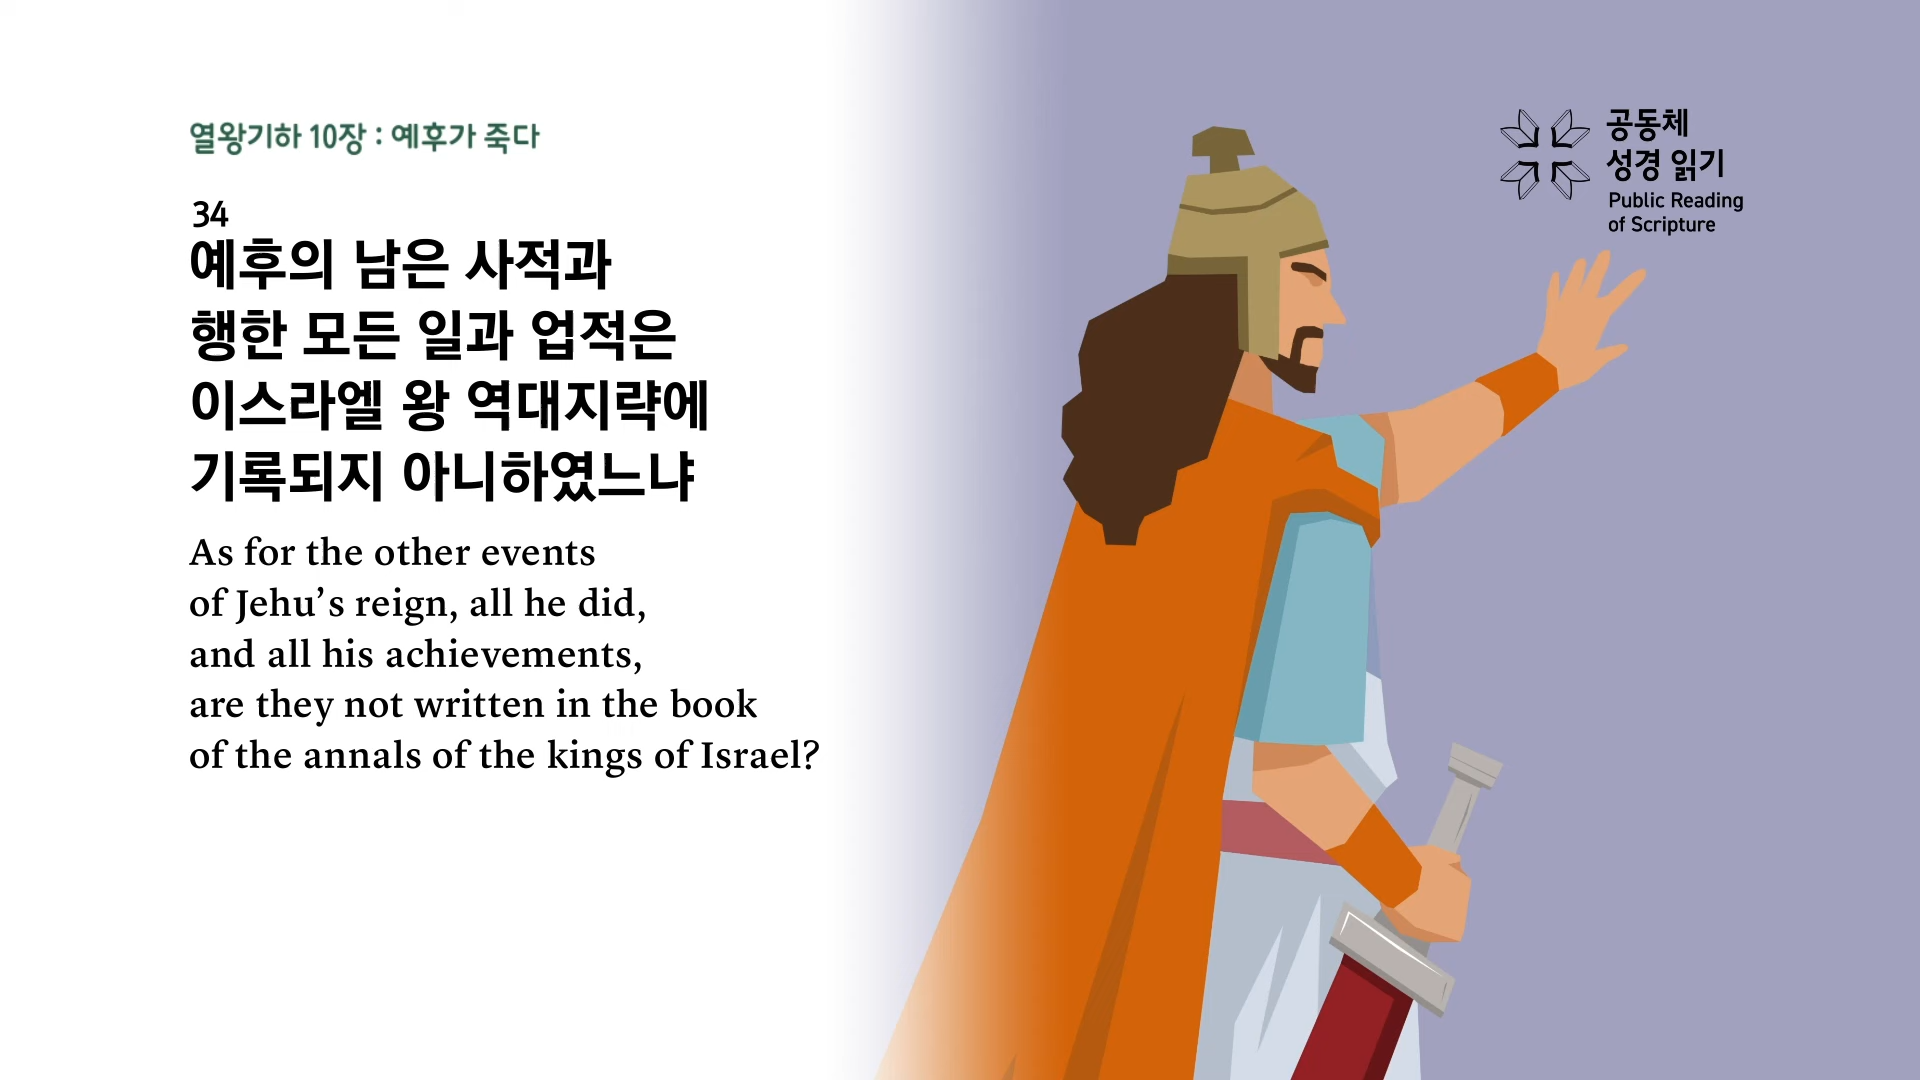 열왕기하 10장 : 예후가 죽다
34
예후의 남은 사적과
행한 모든 일과 업적은
이스라엘 왕 역대지략에
기록되지 아니하였느냐
As for the other events
of Jehu’s reign, all he did,
and all his achievements,
are they not written in the book
of the annals of the kings of Israel?
공동체
성경 읽기
Public Reading
of Scripture